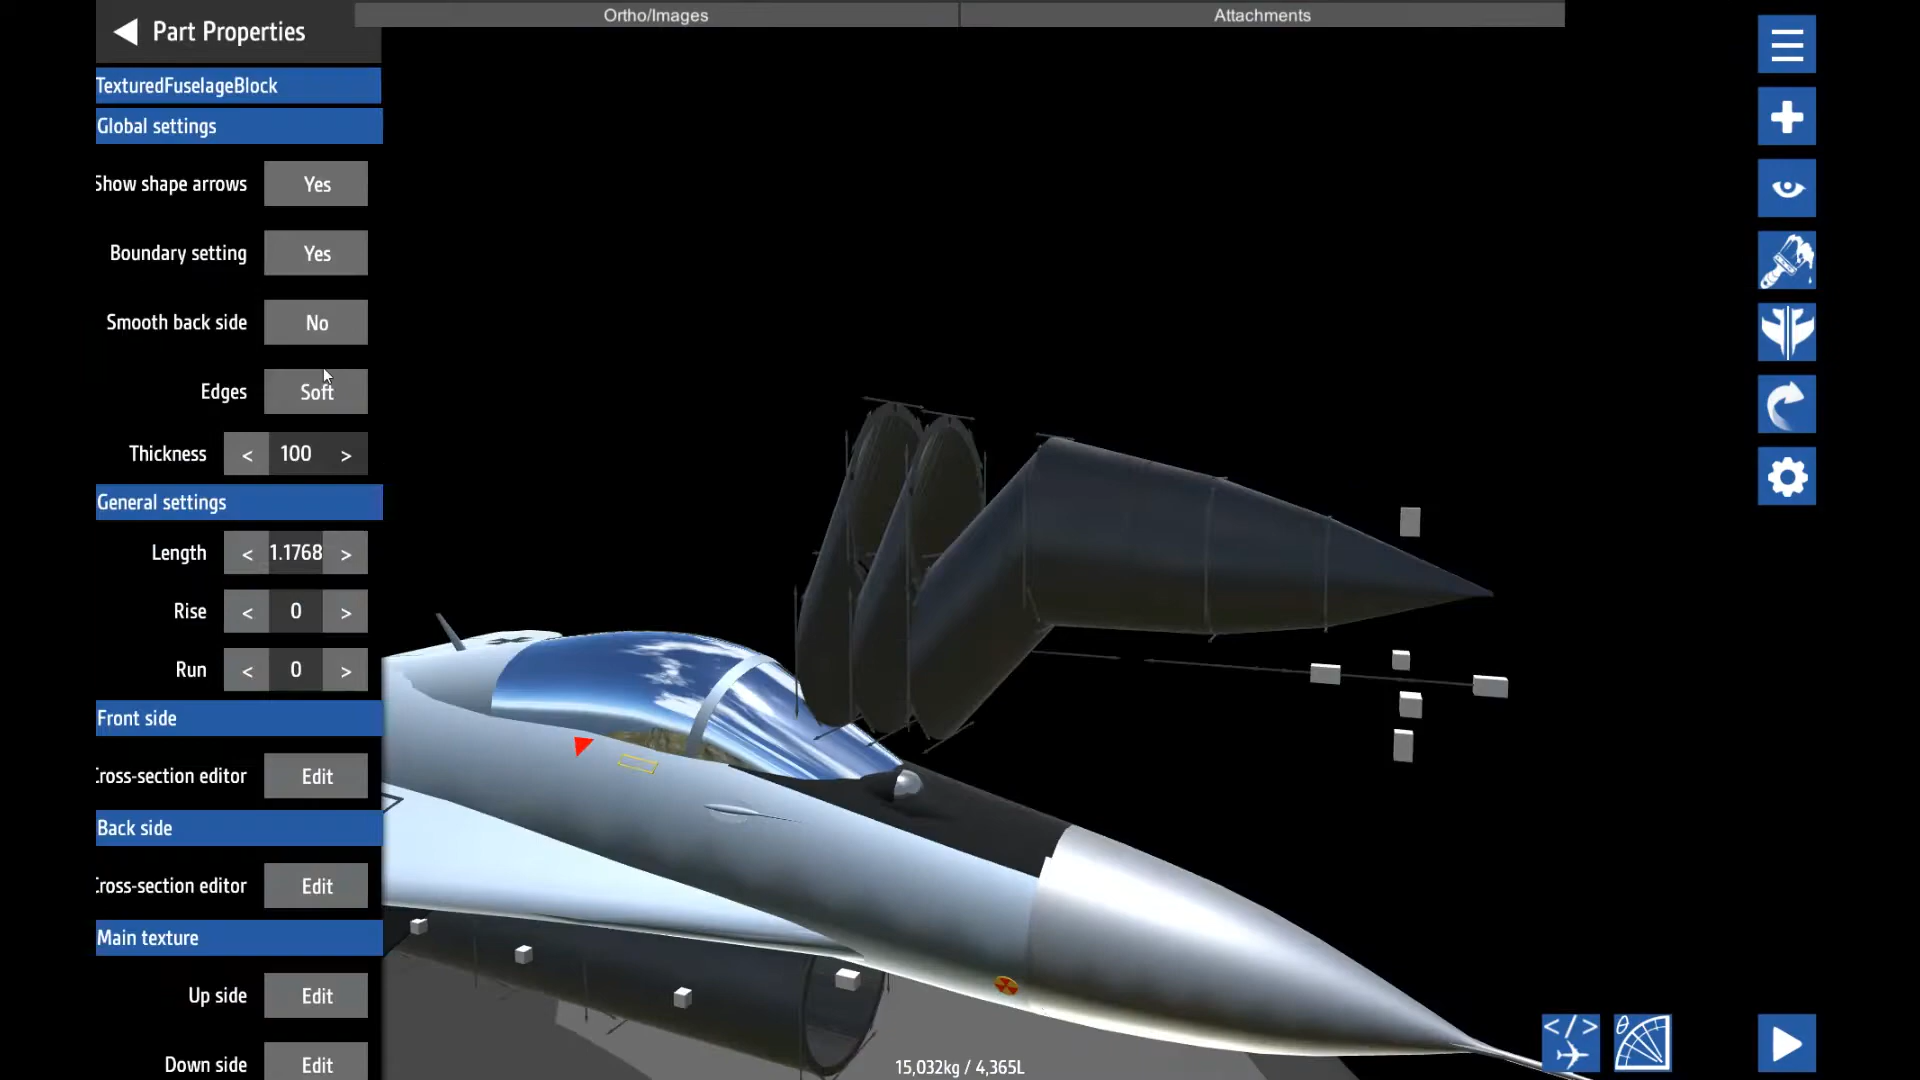 Part Properties
Ortho/Images
Attachments
TexturedFuselageBlock
Global settings
Show shape arrows
Yes
Boundary setting
Yes
Smooth back side
No
Edges
Soft
Thickness
< 100 >
General settings
Length
< 1.1768 >
Rise
< 0 >
Run
< 0 >
Front side
Cross-section editor
Edit
Back side
Cross-section editor
Edit
Main texture
Up side
Edit
Down side
Edit
15,032kg / 4,365L
</>
θ